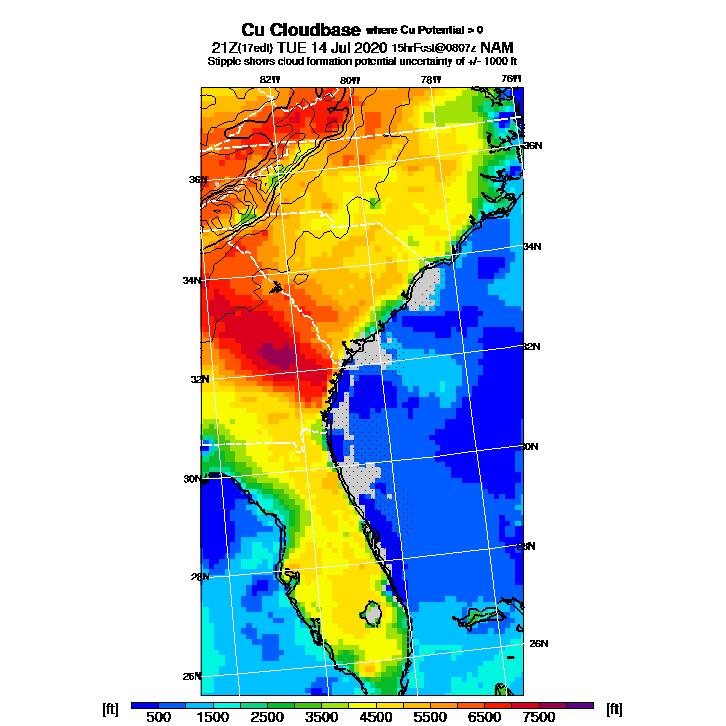 Cu Cloudbase where Cu Potential > 0
21Z (17edt) TUE 14 Jul 2020 15hrFcst@0807z NAM
Stipple shows cloud formation potential uncertainty of +/- 1000 ft
82W 80W 78W 76W
36N
36N
34N
34N
32N
32N
30N
30N
28N
28N
26N
26N
[ft] 500 1500 2500 3500 4500 5500 6500 7500 [ft]